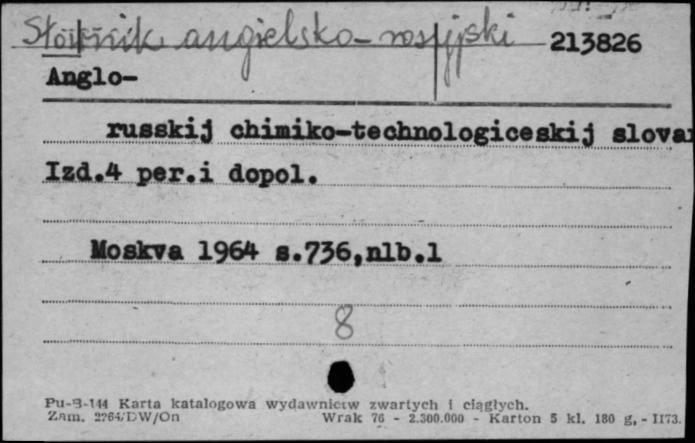 Słownik angielsko-rosyjski 213826
Anglo-
russkij chimiko-technologiceskij slovar
Izd.4 per.i dopol.
Moskva 1964 s.736,nlb.1
8
Pu-B-144 Karta katalogowa wydawnictw zwartych i ciągłych.
Zam. 2264/DW/On Wrak 76 - 2.300.000 - Karton 5 kl. 180 g, - II73.